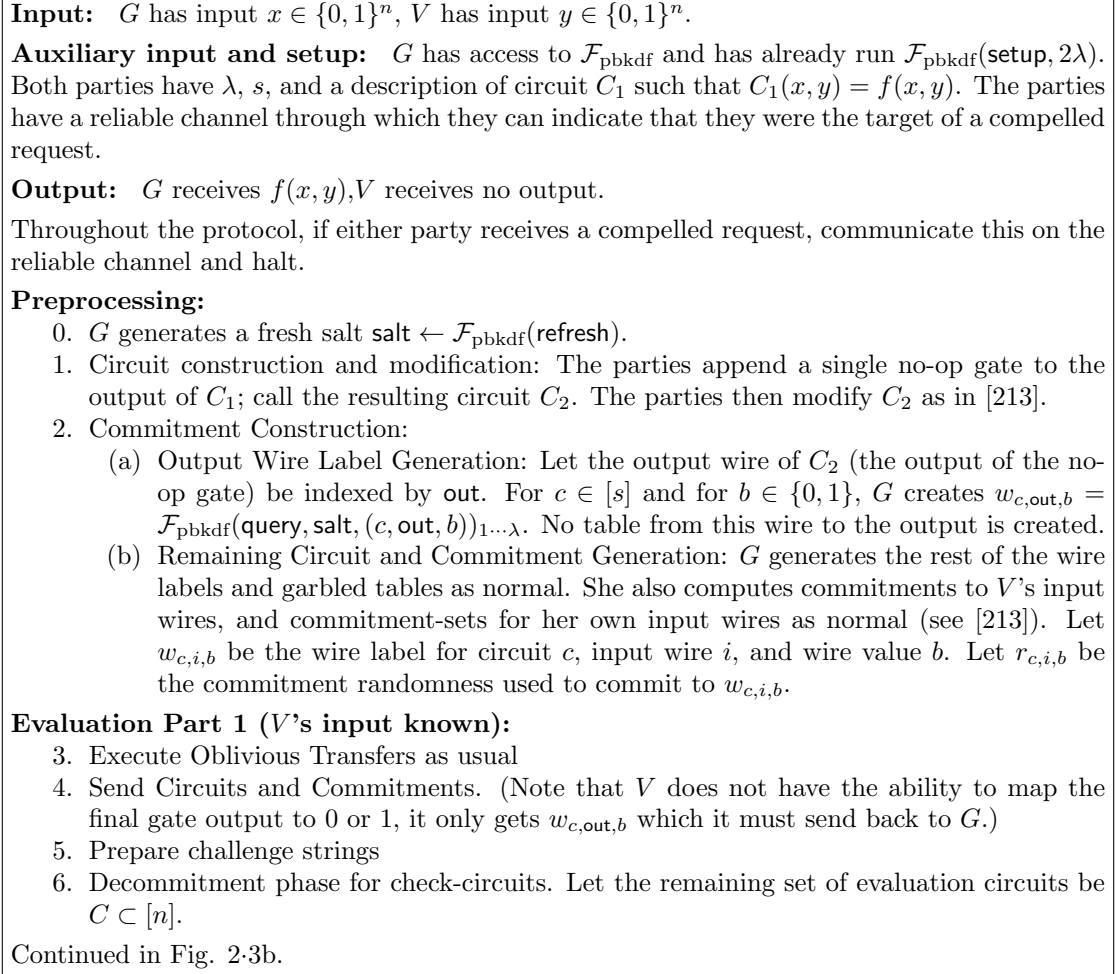 Input: G has input x ∈ {0, 1}ⁿ, V has input y ∈ {0, 1}ⁿ.
Auxiliary input and setup: G has access to F_pbkdf and has already run F_pbkdf(setup, 2λ).
Both parties have λ, s, and a description of circuit C₁ such that C₁(x, y) = f(x, y). The parties
have a reliable channel through which they can indicate that they were the target of a compelled
request.
Output: G receives f(x, y),V receives no output.
Throughout the protocol, if either party receives a compelled request, communicate this on the
reliable channel and halt.
Preprocessing:
0. G generates a fresh salt salt ← F_pbkdf(refresh).
1. Circuit construction and modification: The parties append a single no-op gate to the
output of C₁; call the resulting circuit C₂. The parties then modify C₂ as in [213].
2. Commitment Construction:
(a) Output Wire Label Generation: Let the output wire of C₂ (the output of the no-
op gate) be indexed by out. For c ∈ [s] and for b ∈ {0, 1}, G creates w_{c,out,b} =
F_pbkdf(query, salt, (c, out, b))_{1···λ}. No table from this wire to the output is created.
(b) Remaining Circuit and Commitment Generation: G generates the rest of the wire
labels and garbled tables as normal. She also computes commitments to V's input
wires, and commitment-sets for her own input wires as normal (see [213]). Let
w_{c,i,b} be the wire label for circuit c, input wire i, and wire value b. Let r_{c,i,b} be
the commitment randomness used to commit to w_{c,i,b}.
Evaluation Part 1 (V's input known):
3. Execute Oblivious Transfers as usual
4. Send Circuits and Commitments. (Note that V does not have the ability to map the
final gate output to 0 or 1, it only gets w_{c,out,b} which it must send back to G.)
5. Prepare challenge strings
6. Decommitment phase for check-circuits. Let the remaining set of evaluation circuits be
C ⊂ [n].
Continued in Fig. 2·3b.